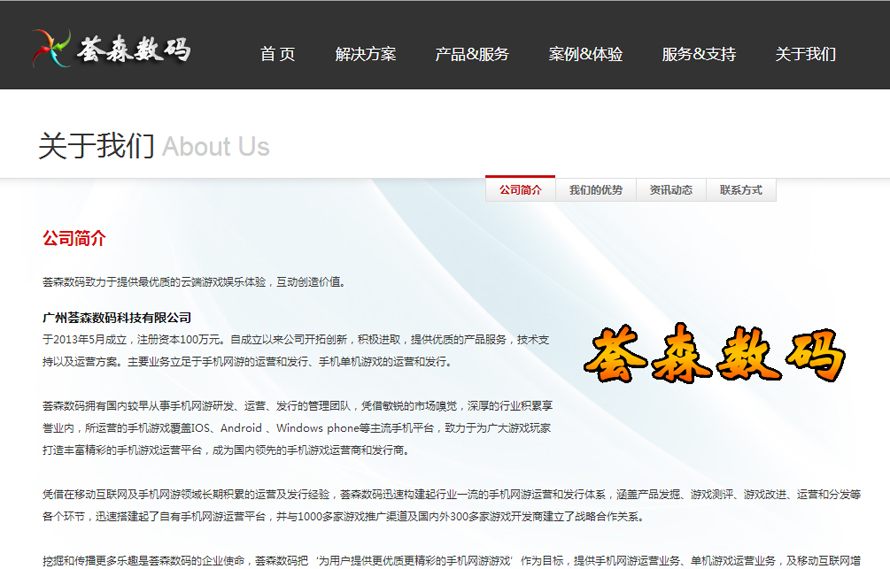 荟森数码
首 页 解决方案 产品&服务 案例&体验 服务&支持 关于我们
关于我们 About Us
公司简介 我们的优势 资讯动态 联系方式
公司简介
荟森数码致力于提供最优质的云端游戏娱乐体验，互动创造价值。
广州荟森数码科技有限公司
于2013年5月成立，注册资本100万元。自成立以来公司开拓创新，积极进取，提供优质的产品服务，技术支
持以及运营方案。主要业务立足于手机网游的运营和发行、手机单机游戏的运营和发行。
荟森数码
荟森数码拥有国内较早从事手机网游研发、运营、发行的管理团队，凭借敏锐的市场嗅觉，深厚的行业积累享
誉业内，所运营的手机游戏覆盖IOS、Android 、Windows phone等主流手机平台，致力于为广大游戏玩家
打造丰富精彩的手机游戏运营平台，成为国内领先的手机游戏运营商和发行商。
凭借在移动互联网及手机网游领域长期积累的运营及发行经验，荟森数码迅速构建起行业一流的手机网游运营和发行体系，涵盖产品发掘、游戏测评、游戏改进、运营和分发等
各个环节，迅速搭建起了自有手机网游运营平台，并与1000多家游戏推广渠道及国内外300多家游戏开发商建立了战略合作关系。
挖掘和传播更多乐趣是荟森数码的企业使命，荟森数码把‘为用户提供更优质更精彩的手机网游游戏’作为目标，提供手机网游运营业务、单机游戏运营业务，及移动互联网增